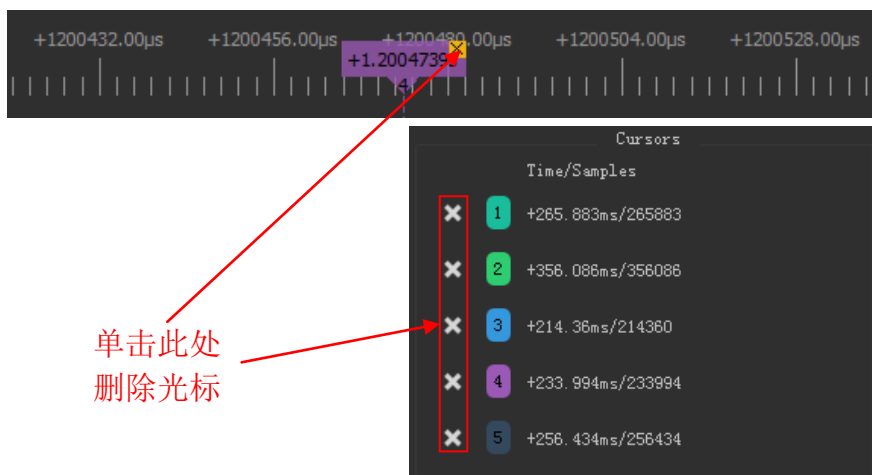 +1200432.00µs +1200456.00µs +1200480.00µs +1200504.00µs +1200528.00µs
+1.20047395
4
Cursors
Time/Samples
1 +265.883ms/265883
2 +356.086ms/356086
3 +214.36ms/214360
4 +233.994ms/233994
5 +256.434ms/256434
单击此处
删除光标